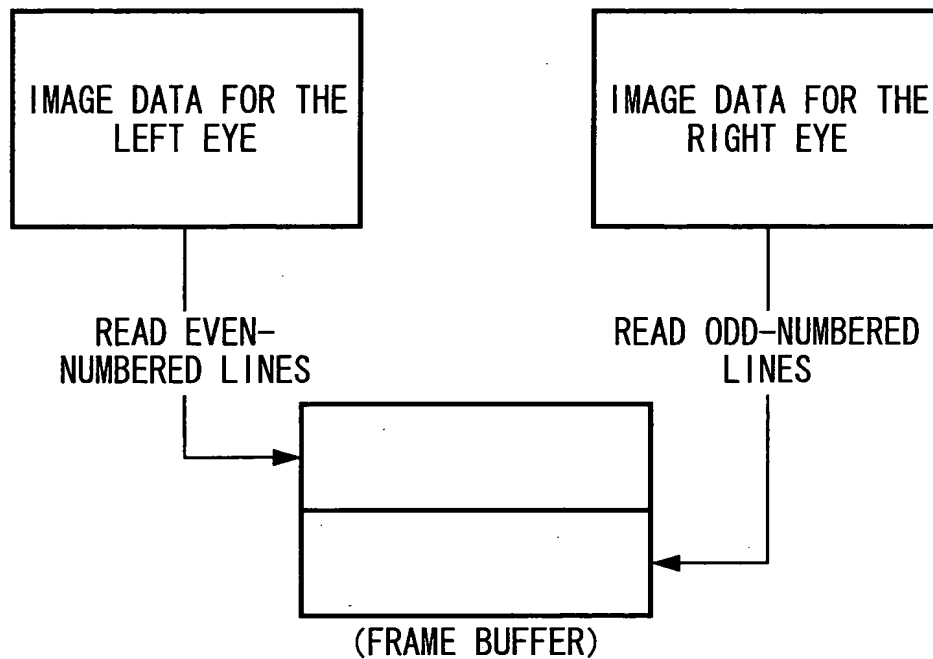 IMAGE DATA FOR THE
LEFT EYE
IMAGE DATA FOR THE
RIGHT EYE
READ EVEN-
NUMBERED LINES
READ ODD-NUMBERED
LINES
(FRAME BUFFER)